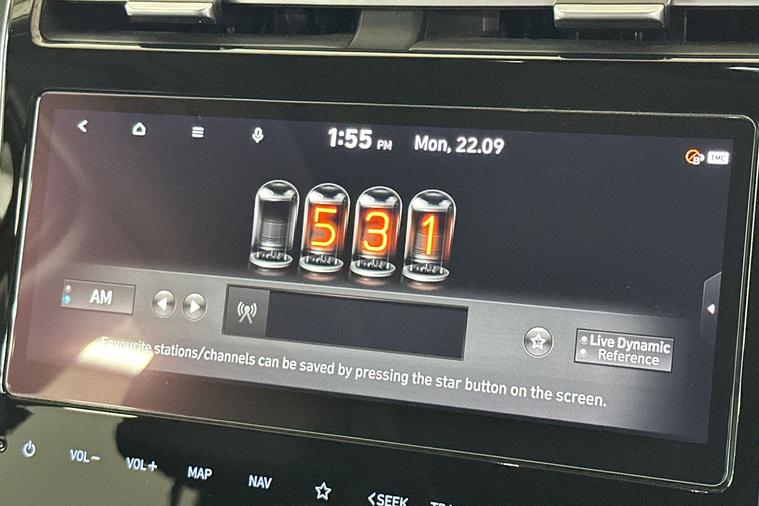 1:55 PM Mon, 22.09
TMC
531
AM
Live Dynamic
Reference
Favourite stations/channels can be saved by pressing the star button on the screen.
VOL− VOL+ MAP NAV <SEEK